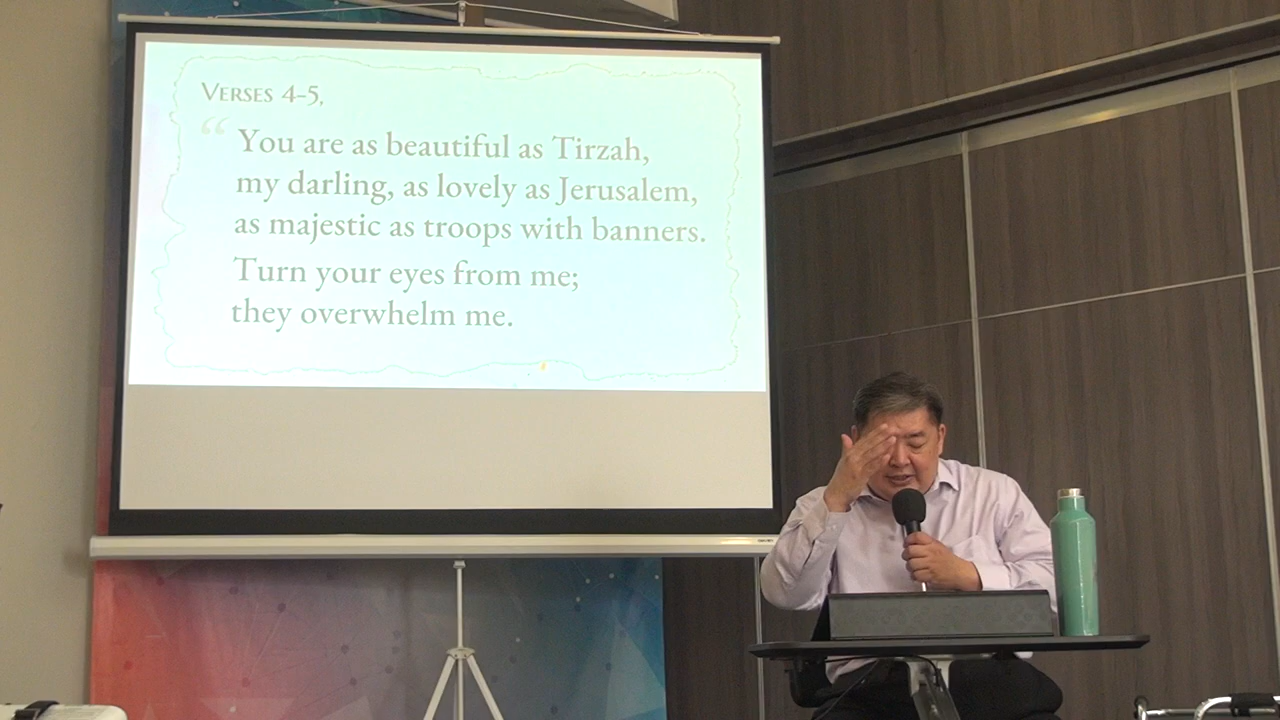 VERSES 4-5,
“You are as beautiful as Tirzah,
my darling, as lovely as Jerusalem,
as majestic as troops with banners.
Turn your eyes from me;
they overwhelm me.